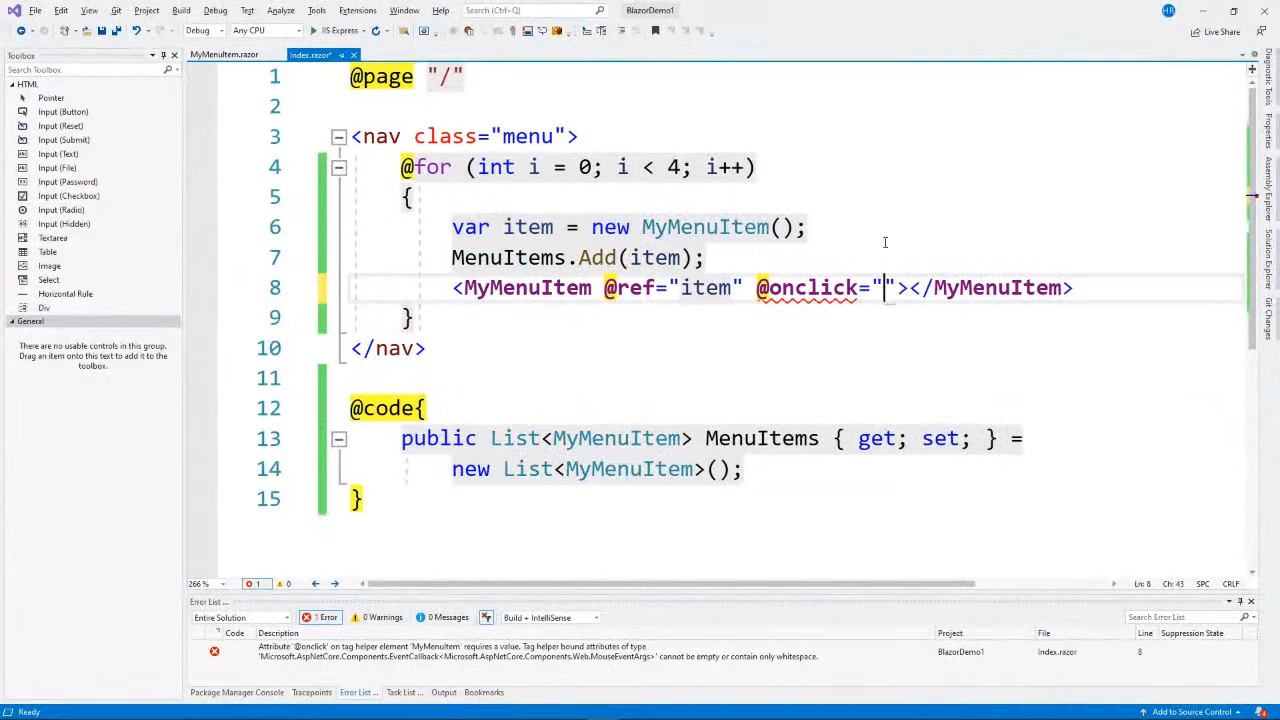 File Edit View Git Project Build Debug Test Analyze Tools Extensions Window Help Search (Ctrl+Q) BlazorDemo1 HR
Debug Any CPU IIS Express Live Share
Toolbox
Search Toolbox
HTML
Pointer
Input (Button)
Input (Reset)
Input (Submit)
Input (Text)
Input (File)
Input (Password)
Input (Checkbox)
Input (Radio)
Input (Hidden)
Textarea
Table
Image
Select
Horizontal Rule
Div
General
There are no usable controls in this group.
Drag an item onto this text to add it to the
toolbox.
MyMenuItem.razor Index.razor*
1 @page "/"
2
3 <nav class="menu">
4 @for (int i = 0; i < 4; i++)
5 {
6 var item = new MyMenuItem();
7 MenuItems.Add(item);
8 <MyMenuItem @ref="item" @onclick=""></MyMenuItem>
9 }
10 </nav>
11
12 @code{
13 public List<MyMenuItem> MenuItems { get; set; } =
14 new List<MyMenuItem>();
15 }
266 % 1 0 Ln: 8 Ch: 43 SPC CRLF
Error List ...
Entire Solution 1 Error 0 Warnings 0 Messages Build + IntelliSense Search Error List
Code Description Project File Line Suppression State
Attribute '@onclick' on tag helper element 'MyMenuItem' requires a value. Tag helper bound attributes of type
'Microsoft.AspNetCore.Components.EventCallback<Microsoft.AspNetCore.Components.Web.MouseEventArgs>' cannot be empty or contain only whitespace.
BlazorDemo1 Index.razor 8
Package Manager Console Tracepoints Error List ... Task List ... Output Bookmarks
Ready Add to Source Control
Diagnostic Tools
Properties
Assembly Explorer
Solution Explorer
Git Changes